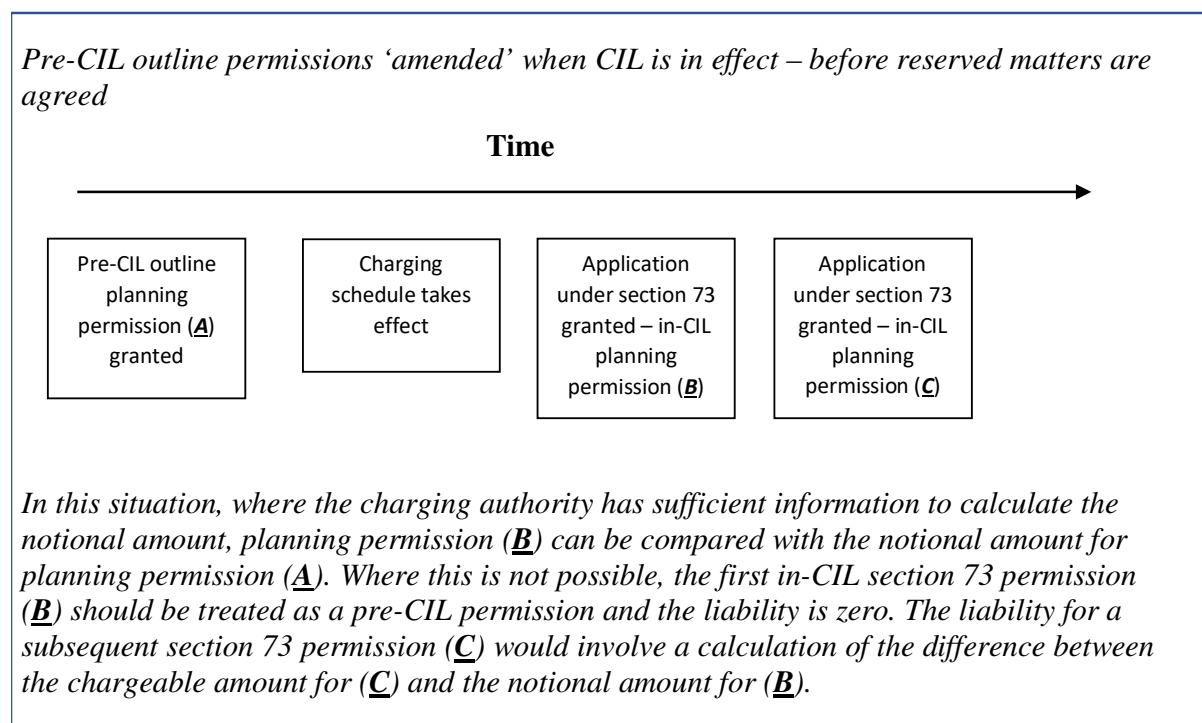 Pre-CIL outline permissions ‘amended’ when CIL is in effect – before reserved matters are
agreed
Time
Pre-CIL outline
planning
permission (A)
granted
Charging
schedule takes
effect
Application
under section 73
granted – in-CIL
planning
permission (B)
Application
under section 73
granted – in-CIL
planning
permission (C)
In this situation, where the charging authority has sufficient information to calculate the
notional amount, planning permission (B) can be compared with the notional amount for
planning permission (A). Where this is not possible, the first in-CIL section 73 permission
(B) should be treated as a pre-CIL permission and the liability is zero. The liability for a
subsequent section 73 permission (C) would involve a calculation of the difference between
the chargeable amount for (C) and the notional amount for (B).